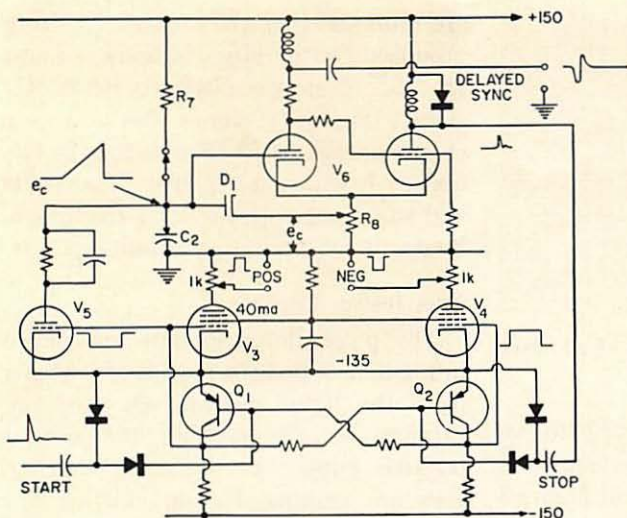 +150
DELAYED
SYNC
R7
V6
ec
D1
R8
ec
C2
1k
POS
NEG
1k
V5
40ma
V4
V3
-135
Q1
Q2
START
STOP
-150